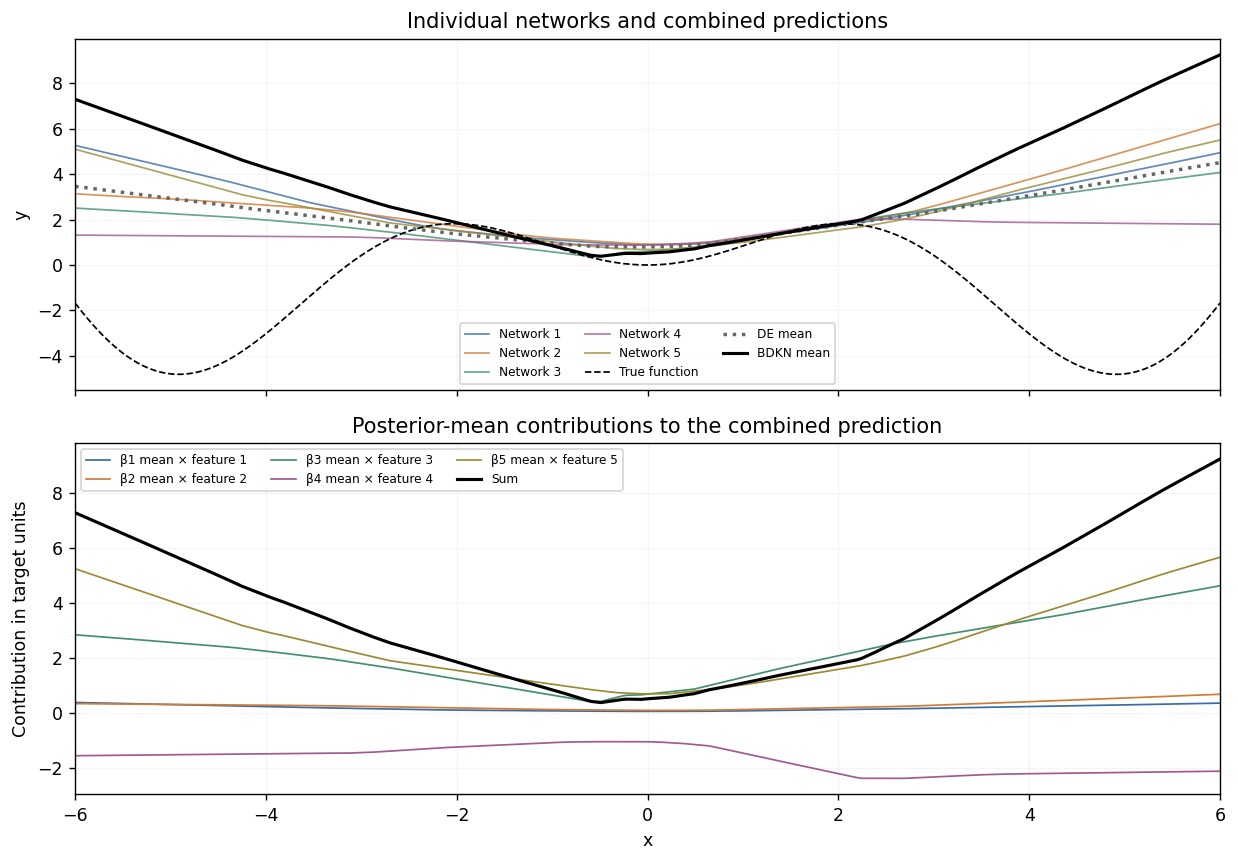 Individual networks and combined predictions
8
6
4
2
0
−2
−4
y
Network 1
Network 2
Network 3
Network 4
Network 5
True function
DE mean
BDKN mean
Posterior-mean contributions to the combined prediction
β1 mean × feature 1
β2 mean × feature 2
β3 mean × feature 3
β4 mean × feature 4
β5 mean × feature 5
Sum
8
6
4
2
0
−2
Contribution in target units
−6 −4 −2 0 2 4 6
x